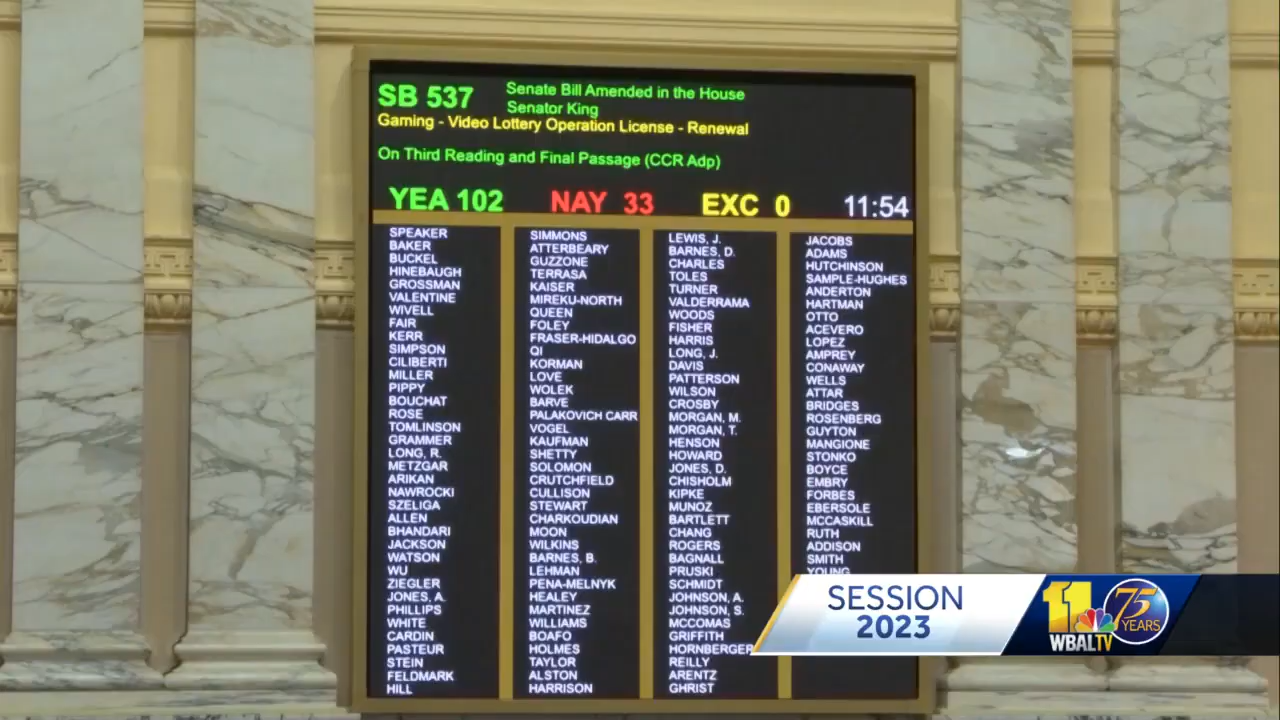 SB 537
Senate Bill Amended in the House
Senator King
Gaming - Video Lottery Operation License - Renewal
On Third Reading and Final Passage (CCR Adp)
YEA 102 NAY 33 EXC 0 11:54
SPEAKER
BAKER
BUCKEL
HINEBAUGH
GROSSMAN
VALENTINE
WIVELL
FAIR
KERR
SIMPSON
CILIBERTI
MILLER
PIPPY
BOUCHAT
ROSE
TOMLINSON
GRAMMER
LONG, R.
METZGAR
ARIKAN
NAWROCKI
SZELIGA
ALLEN
BHANDARI
JACKSON
WATSON
WU
ZIEGLER
JONES, A.
PHILLIPS
WHITE
CARDIN
PASTEUR
STEIN
FELDMARK
HILL
SIMMONS
ATTERBEARY
GUZZONE
TERRASA
KAISER
MIREKU-NORTH
QUEEN
FOLEY
FRASER-HIDALGO
QI
KORMAN
LOVE
WOLEK
BARVE
PALAKOVICH CARR
VOGEL
KAUFMAN
SHETTY
SOLOMON
CRUTCHFIELD
CULLISON
STEWART
CHARKOUDIAN
MOON
WILKINS
BARNES, B.
LEHMAN
PENA-MELNYK
HEALEY
MARTINEZ
WILLIAMS
BOAFO
HOLMES
TAYLOR
ALSTON
HARRISON
LEWIS, J.
BARNES, D.
CHARLES
TOLES
TURNER
VALDERRAMA
WOODS
FISHER
HARRIS
LONG, J.
DAVIS
PATTERSON
WILSON
CROSBY
MORGAN, M.
MORGAN, T.
HENSON
HOWARD
JONES, D.
CHISHOLM
KIPKE
MUNOZ
BARTLETT
CHANG
ROGERS
BAGNALL
PRUSKI
SCHMIDT
JOHNSON, A.
JOHNSON, S.
MCCOMAS
GRIFFITH
HORNBERGER
REILLY
ARENTZ
GHRIST
JACOBS
ADAMS
HUTCHINSON
SAMPLE-HUGHES
ANDERTON
HARTMAN
OTTO
ACEVERO
LOPEZ
AMPREY
CONAWAY
WELLS
ATTAR
BRIDGES
ROSENBERG
GUYTON
MANGIONE
STONKO
BOYCE
EMBRY
FORBES
EBERSOLE
MCCASKILL
RUTH
ADDISON
SMITH
YOUNG
SESSION
2023
11
WBALTV
75
YEARS